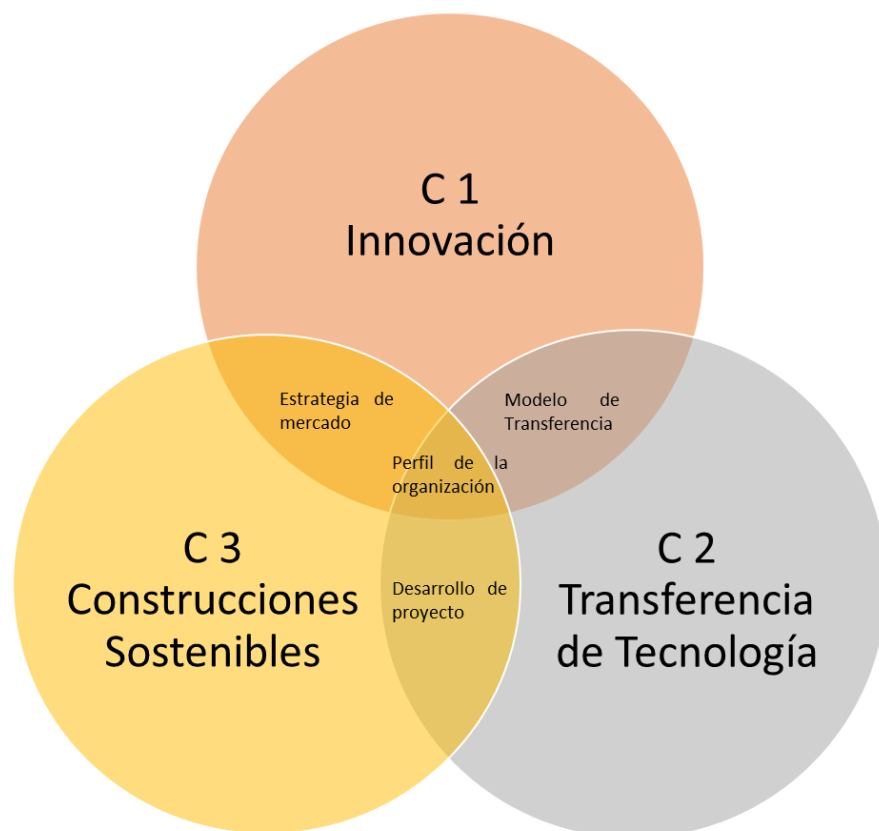 C 1
Innovación
Estrategia de
mercado
Modelo de
Transferencia
Perfil de la
organización
C 3
Construcciones
Sostenibles
Desarrollo de
proyecto
C 2
Transferencia
de Tecnología